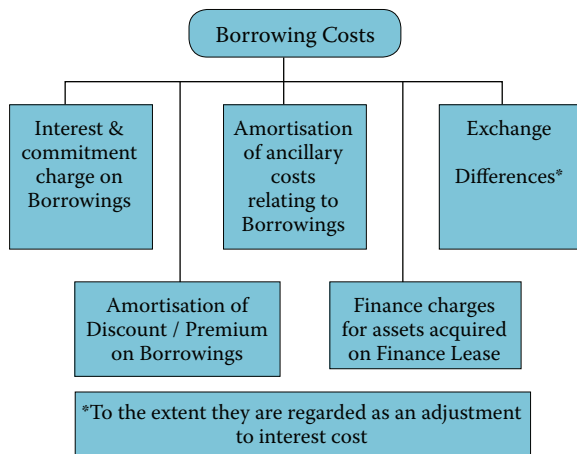 Borrowing Costs
Interest &
commitment
charge on
Borrowings
Amortisation
of ancillary
costs
relating to
Borrowings
Exchange
Differences*
Amortisation of
Discount / Premium
on Borrowings
Finance charges
for assets acquired
on Finance Lease
*To the extent they are regarded as an adjustment
to interest cost